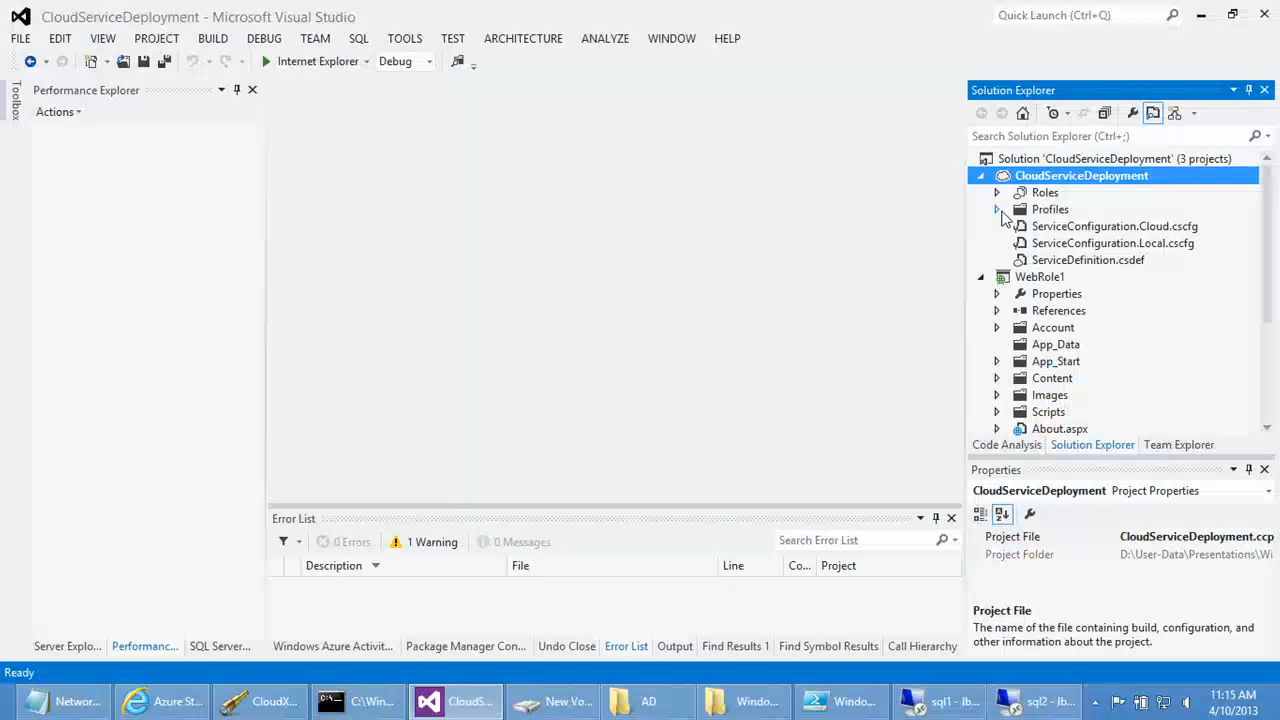 CloudServiceDeployment - Microsoft Visual Studio
Quick Launch (Ctrl+Q)
FILE EDIT VIEW PROJECT BUILD DEBUG TEAM SQL TOOLS TEST ARCHITECTURE ANALYZE WINDOW HELP
Internet Explorer Debug
Toolbox
Performance Explorer
Actions
Solution Explorer
Search Solution Explorer (Ctrl+;)
Solution 'CloudServiceDeployment' (3 projects)
CloudServiceDeployment
Roles
Profiles
ServiceConfiguration.Cloud.cscfg
ServiceConfiguration.Local.cscfg
ServiceDefinition.csdef
WebRole1
Properties
References
Account
App_Data
App_Start
Content
Images
Scripts
About.aspx
Code Analysis Solution Explorer Team Explorer
Properties
CloudServiceDeployment Project Properties
Project File CloudServiceDeployment.ccp
Project Folder D:\User-Data\Presentations\Wi
Project File
The name of the file containing build, configuration, and
other information about the project.
Error List
0 Errors 1 Warning 0 Messages Search Error List
Description File Line Co... Project
Server Explo... Performanc... SQL Server... Windows Azure Activit... Package Manager Con... Undo Close Error List Output Find Results 1 Find Symbol Results Call Hierarchy
Ready
Network... Azure St... CloudX... C:\Win... CloudS... New_Vo... AD Windo... Windo... sql1 - lb... sql2 - lb...
11:15 AM
4/10/2013